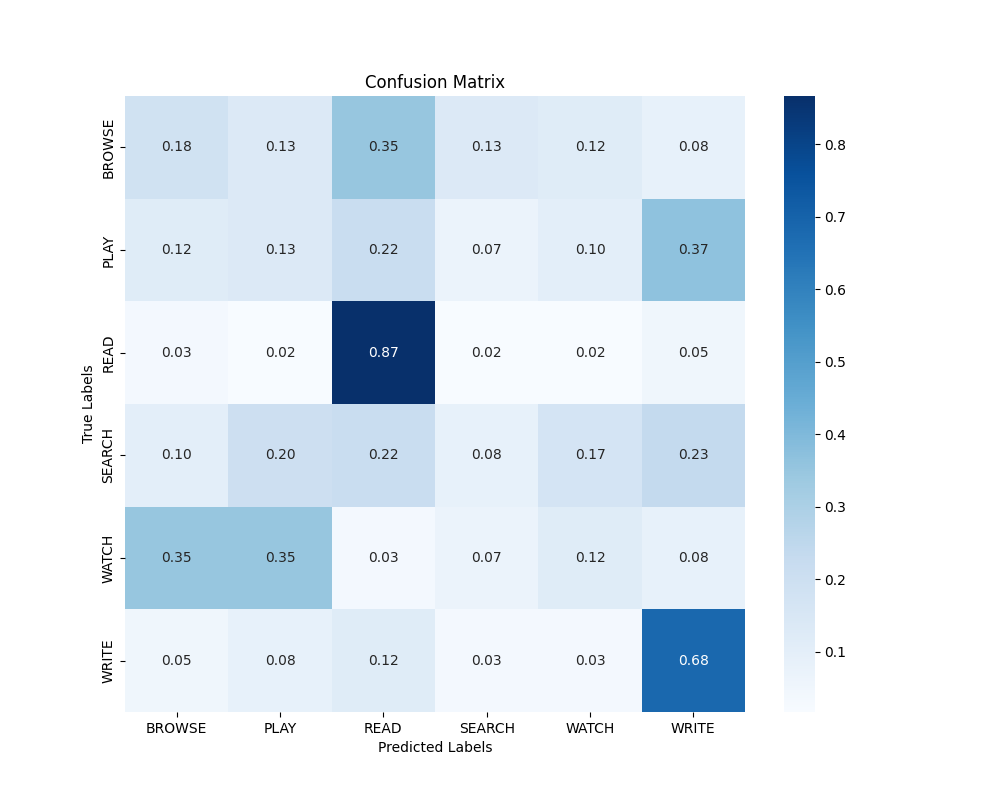 Confusion Matrix
True Labels
BROWSE 0.18 0.13 0.35 0.13 0.12 0.08
PLAY 0.12 0.13 0.22 0.07 0.10 0.37
READ 0.03 0.02 0.87 0.02 0.02 0.05
SEARCH 0.10 0.20 0.22 0.08 0.17 0.23
WATCH 0.35 0.35 0.03 0.07 0.12 0.08
WRITE 0.05 0.08 0.12 0.03 0.03 0.68
BROWSE PLAY READ SEARCH WATCH WRITE
Predicted Labels
0.8
0.7
0.6
0.5
0.4
0.3
0.2
0.1